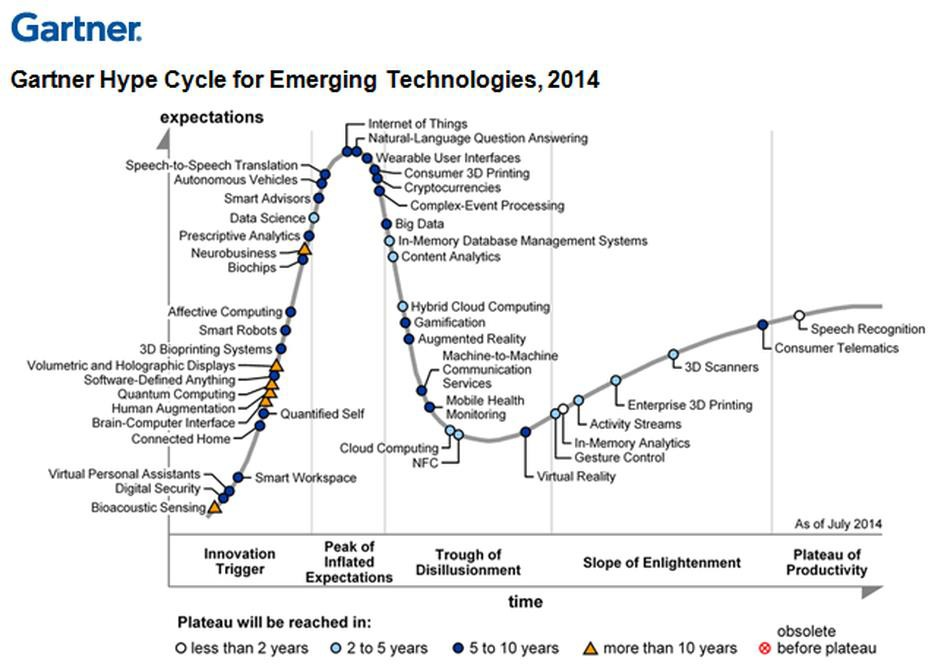 Gartner.
Gartner Hype Cycle for Emerging Technologies, 2014
expectations
Internet of Things
Natural-Language Question Answering
Wearable User Interfaces
Consumer 3D Printing
Cryptocurrencies
Complex-Event Processing
Big Data
In-Memory Database Management Systems
Content Analytics
Hybrid Cloud Computing
Gamification
Augmented Reality
Machine-to-Machine
Communication
Services
Mobile Health
Monitoring
Speech-to-Speech Translation
Autonomous Vehicles
Smart Advisors
Data Science
Prescriptive Analytics
Neurobusiness
Biochips
Affective Computing
Smart Robots
3D Bioprinting Systems
Volumetric and Holographic Displays
Software-Defined Anything
Quantum Computing
Human Augmentation
Brain-Computer Interface
Connected Home
Quantified Self
Virtual Personal Assistants
Smart Workspace
Digital Security
Bioacoustic Sensing
Cloud Computing
NFC
Virtual Reality
Gesture Control
In-Memory Analytics
Activity Streams
Enterprise 3D Printing
3D Scanners
Consumer Telematics
Speech Recognition
As of July 2014
Innovation
Trigger
Peak of
Inflated
Expectations
Trough of
Disillusionment
Slope of Enlightenment
Plateau of
Productivity
time
Plateau will be reached in:
less than 2 years
2 to 5 years
5 to 10 years
more than 10 years
obsolete
before plateau